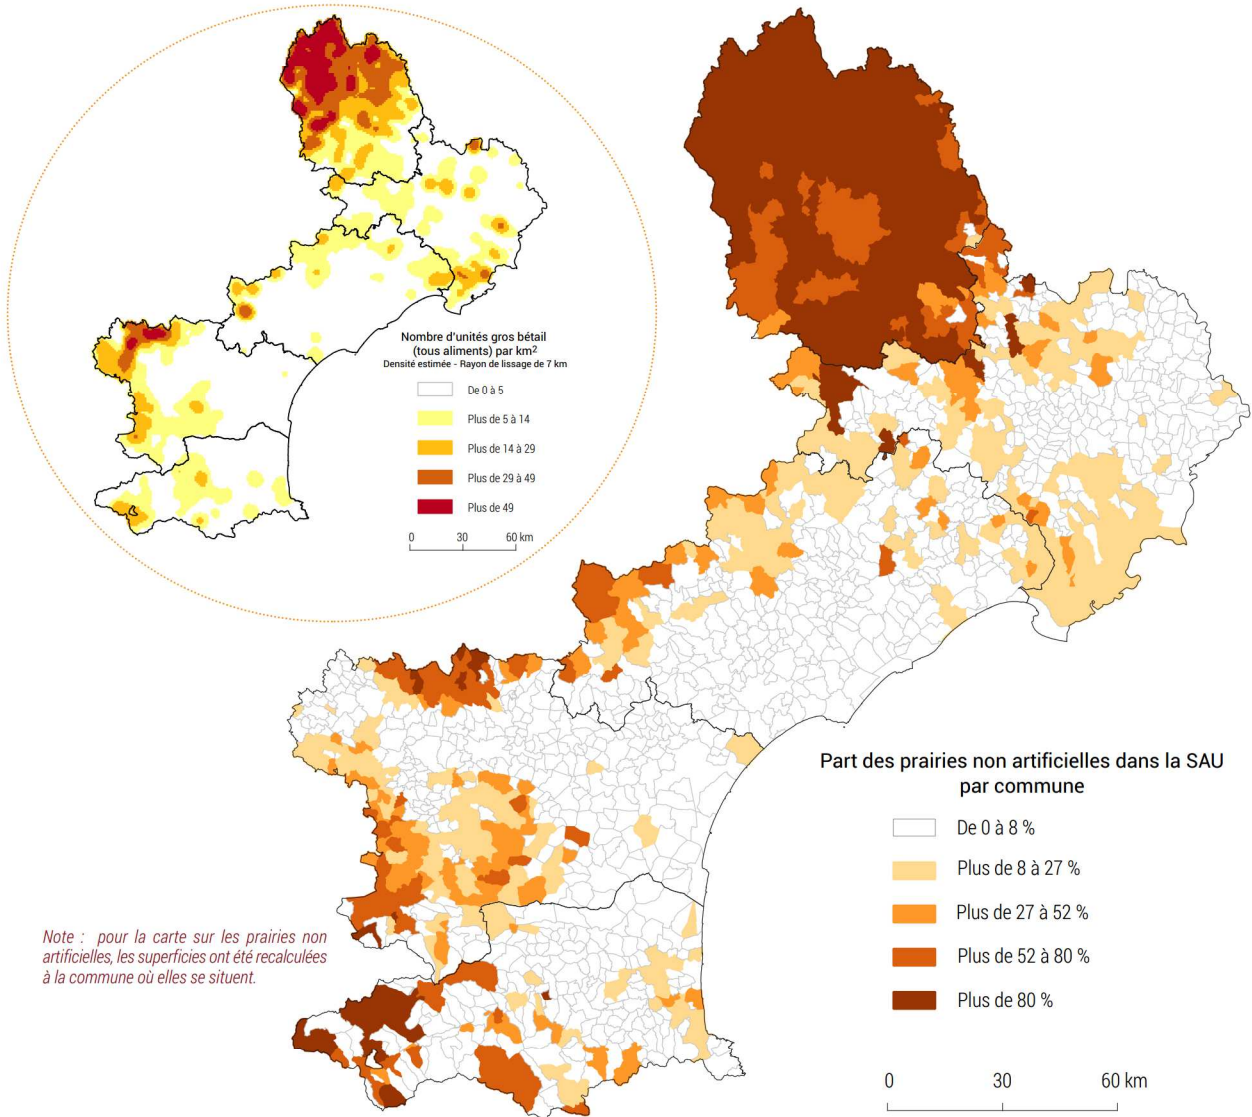 Nombre d'unités gros bétail
(tous aliments) par km²
Densité estimée - Rayon de lissage de 7 km
De 0 à 5
Plus de 5 à 14
Plus de 14 à 29
Plus de 29 à 49
Plus de 49
0 30 60 km
Part des prairies non artificielles dans la SAU
par commune
De 0 à 8 %
Plus de 8 à 27 %
Plus de 27 à 52 %
Plus de 52 à 80 %
Plus de 80 %
0 30 60 km
Note : pour la carte sur les prairies non
artificielles, les superficies ont été recalculées
à la commune où elles se situent.